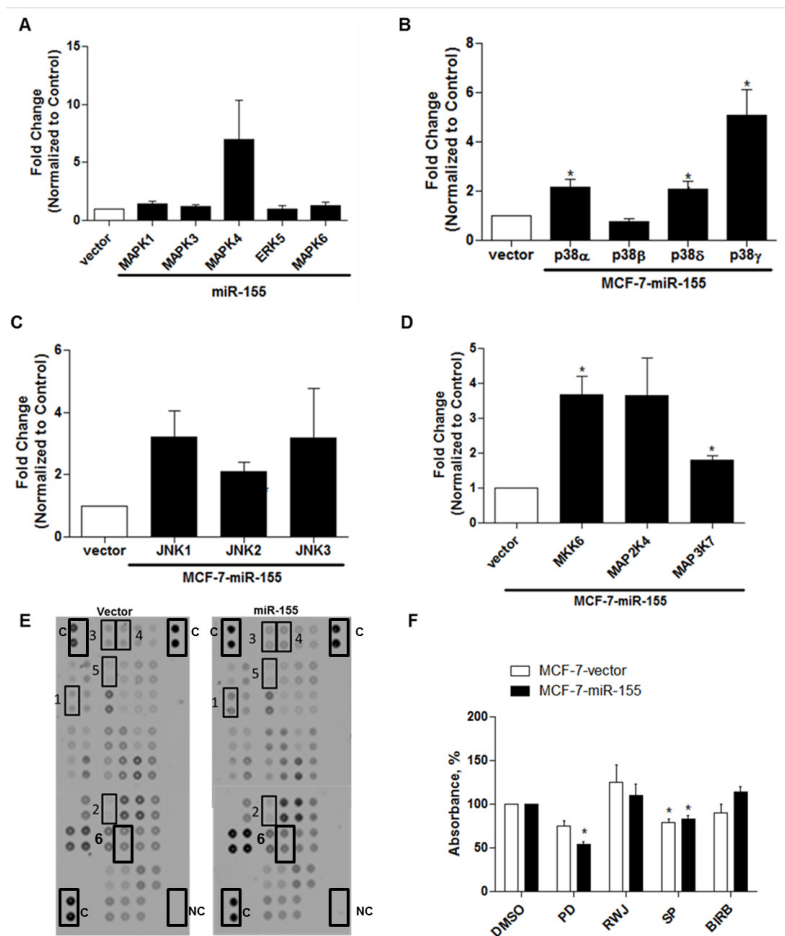 A
Fold Change
(Normalized to Control)
15
10
5
0
vector
MAPK1
MAPK3
MAPK4
ERK5
MAPK6
miR-155
B
Fold Change
(Normalized to Control)
8
6
4
2
0
*
*
*
vector
p38α
p38β
p38δ
p38γ
MCF-7-miR-155
C
Fold Change
(Normalized to Control)
6
4
2
0
vector
JNK1
JNK2
JNK3
MCF-7-miR-155
D
Fold Change
(Normalized to Control)
5
4
3
2
1
0
*
*
vector
MKK6
MAP2K4
MAP3K7
MCF-7-miR-155
E
Vector
C
3
4
C
5
1
2
6
C
NC
miR-155
C
3
4
C
5
1
2
6
C
NC
F
MCF-7-vector
MCF-7-miR-155
Absorbance, %
200
150
100
50
0
*
*
*
DMSO
PD
RWJ
SP
BIRB